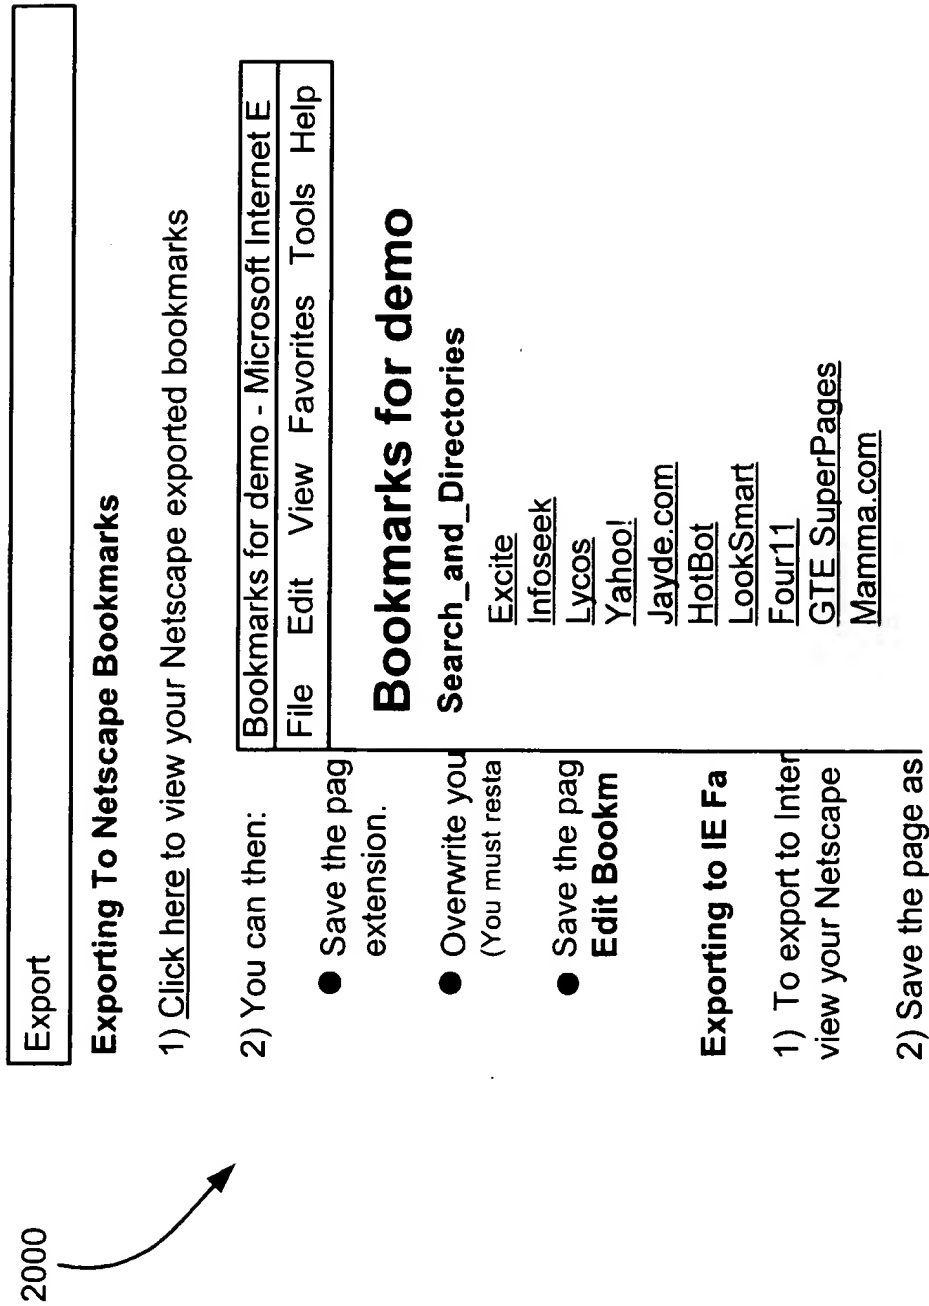 2000
Export
Exporting To Netscape Bookmarks
1) Click here to view your Netscape exported bookmarks
2) You can then:
● Save the pag
extension.
● Overwrite you
(You must resta
● Save the pag
Edit Bookm
Exporting to IE Fa
1) To export to Inter
view your Netscape
2) Save the page as
Bookmarks for demo - Microsoft Internet E
File Edit View Favorites Tools Help
Bookmarks for demo
Search_and_Directories
Excite
Infoseek
Lycos
Yahoo!
Jayde.com
HotBot
LookSmart
Four11
GTE SuperPages
Mamma.com